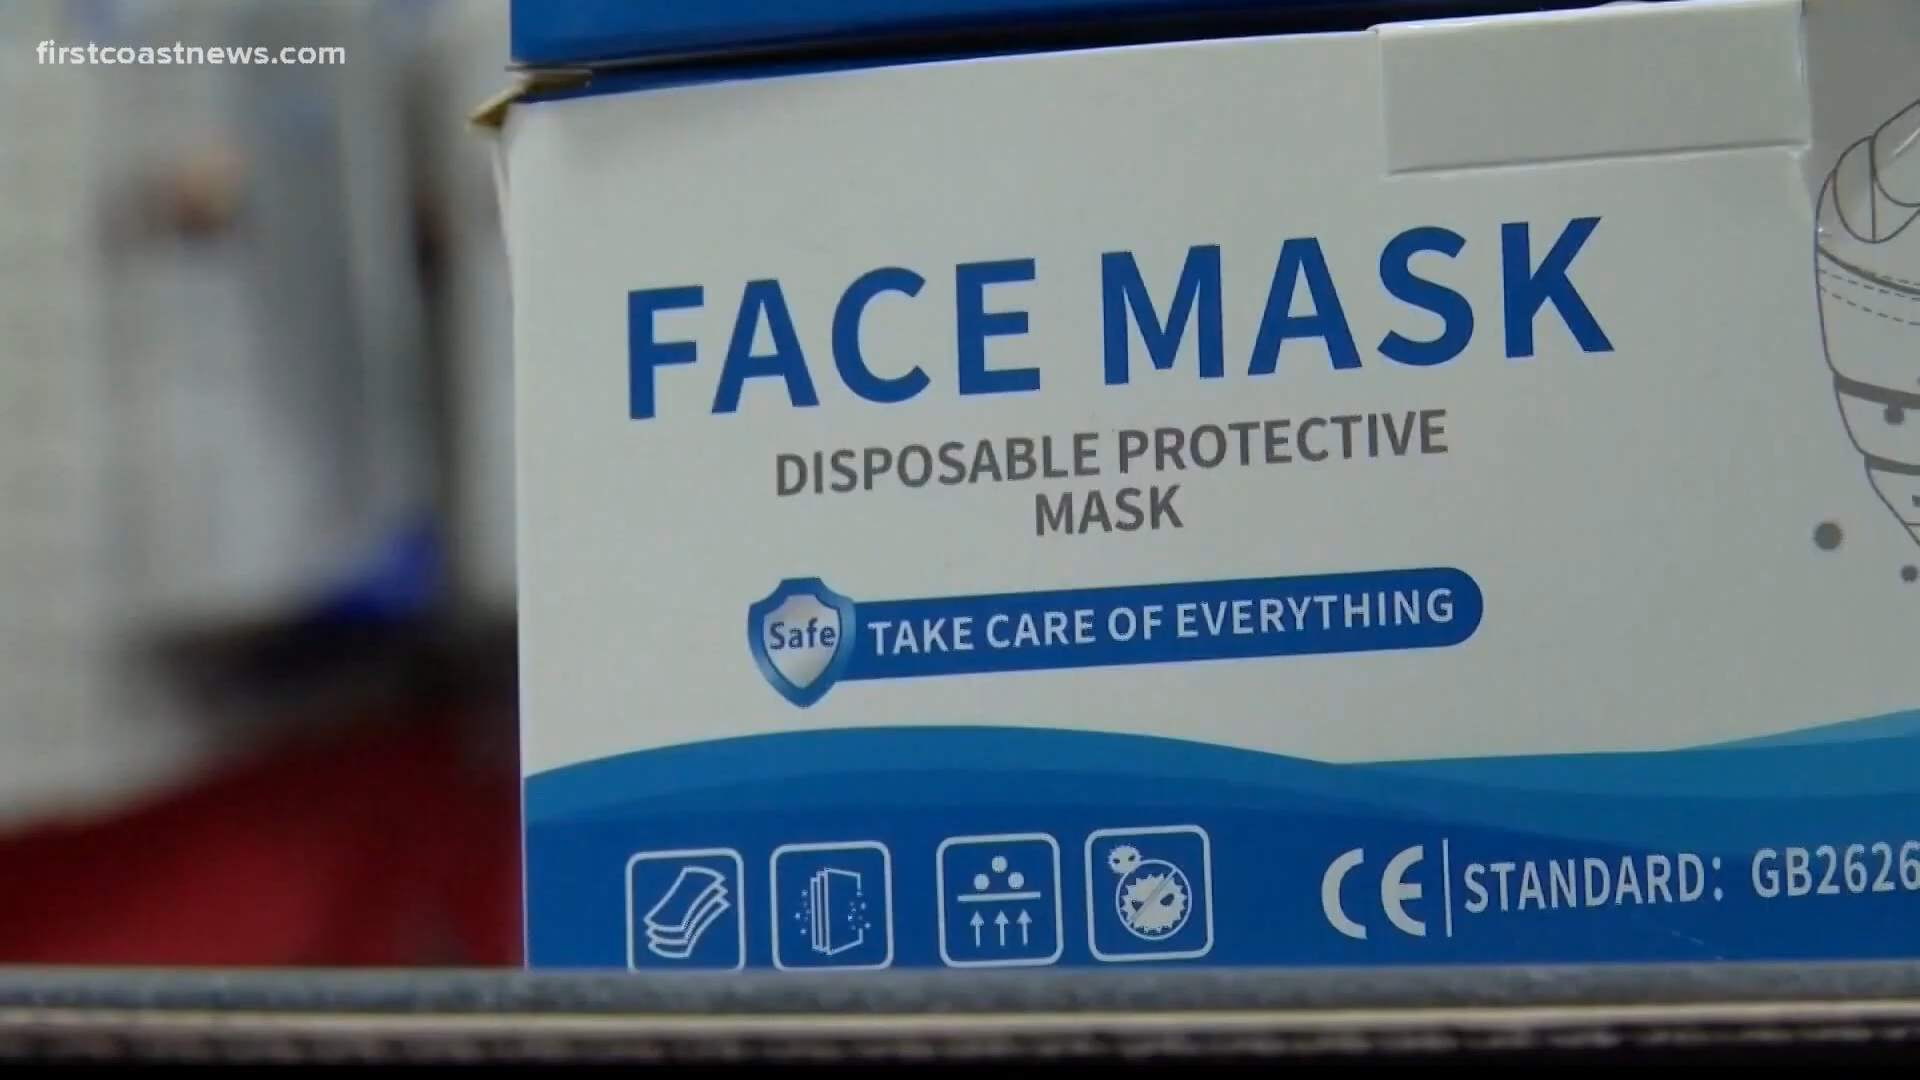 firstcoastnews.com
FACE MASK
DISPOSABLE PROTECTIVE
MASK
Safe
TAKE CARE OF EVERYTHING
CE STANDARD: GB2626